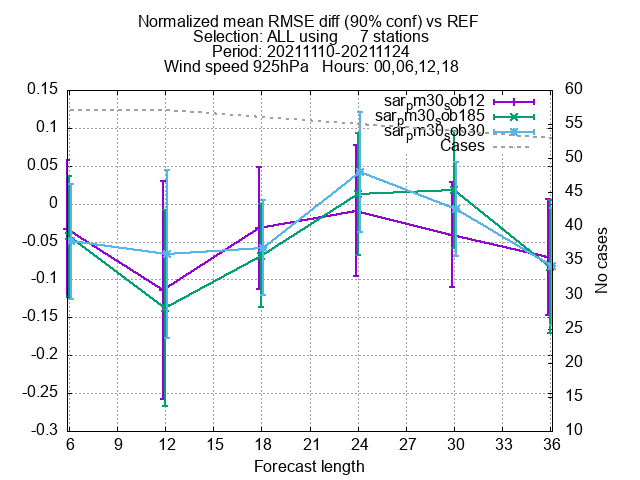 Normalized mean RMSE diff (90% conf) vs REF
Selection: ALL using 7 stations
Period: 20211110-20211124
Wind speed 925hPa Hours: 00,06,12,18
sarpm30sob12
sarpm30sob185
sarpm30sob30
Cases
0.15
0.1
0.05
0
-0.05
-0.1
-0.15
-0.2
-0.25
-0.3
60
55
50
45
40
35
30
25
20
15
10
No cases
6 9 12 15 18 21 24 27 30 33 36
Forecast length